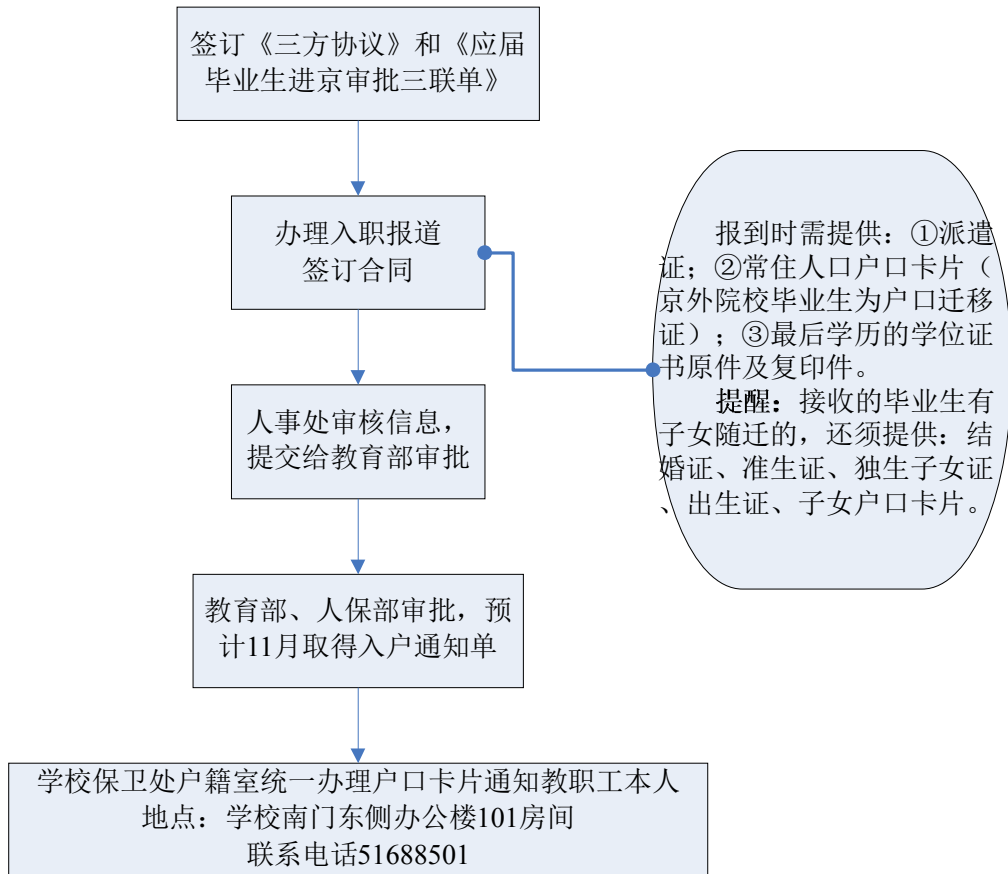 签订《三方协议》和《应届
毕业生进京审批三联单》
办理入职报道
签订合同
报到时需提供：①派遣
证；②常住人口户口卡片（
京外院校毕业生为户口迁移
证）；③最后学历的学位证
书原件及复印件。
提醒：接收的毕业生有
子女随迁的，还须提供：结
婚证、准生证、独生子女证
、出生证、子女户口卡片。
人事处审核信息，
提交给教育部审批
教育部、人保部审批，预
计11月取得入户通知单
学校保卫处户籍室统一办理户口卡片通知教职工本人
地点：学校南门东侧办公楼101房间
联系电话51688501